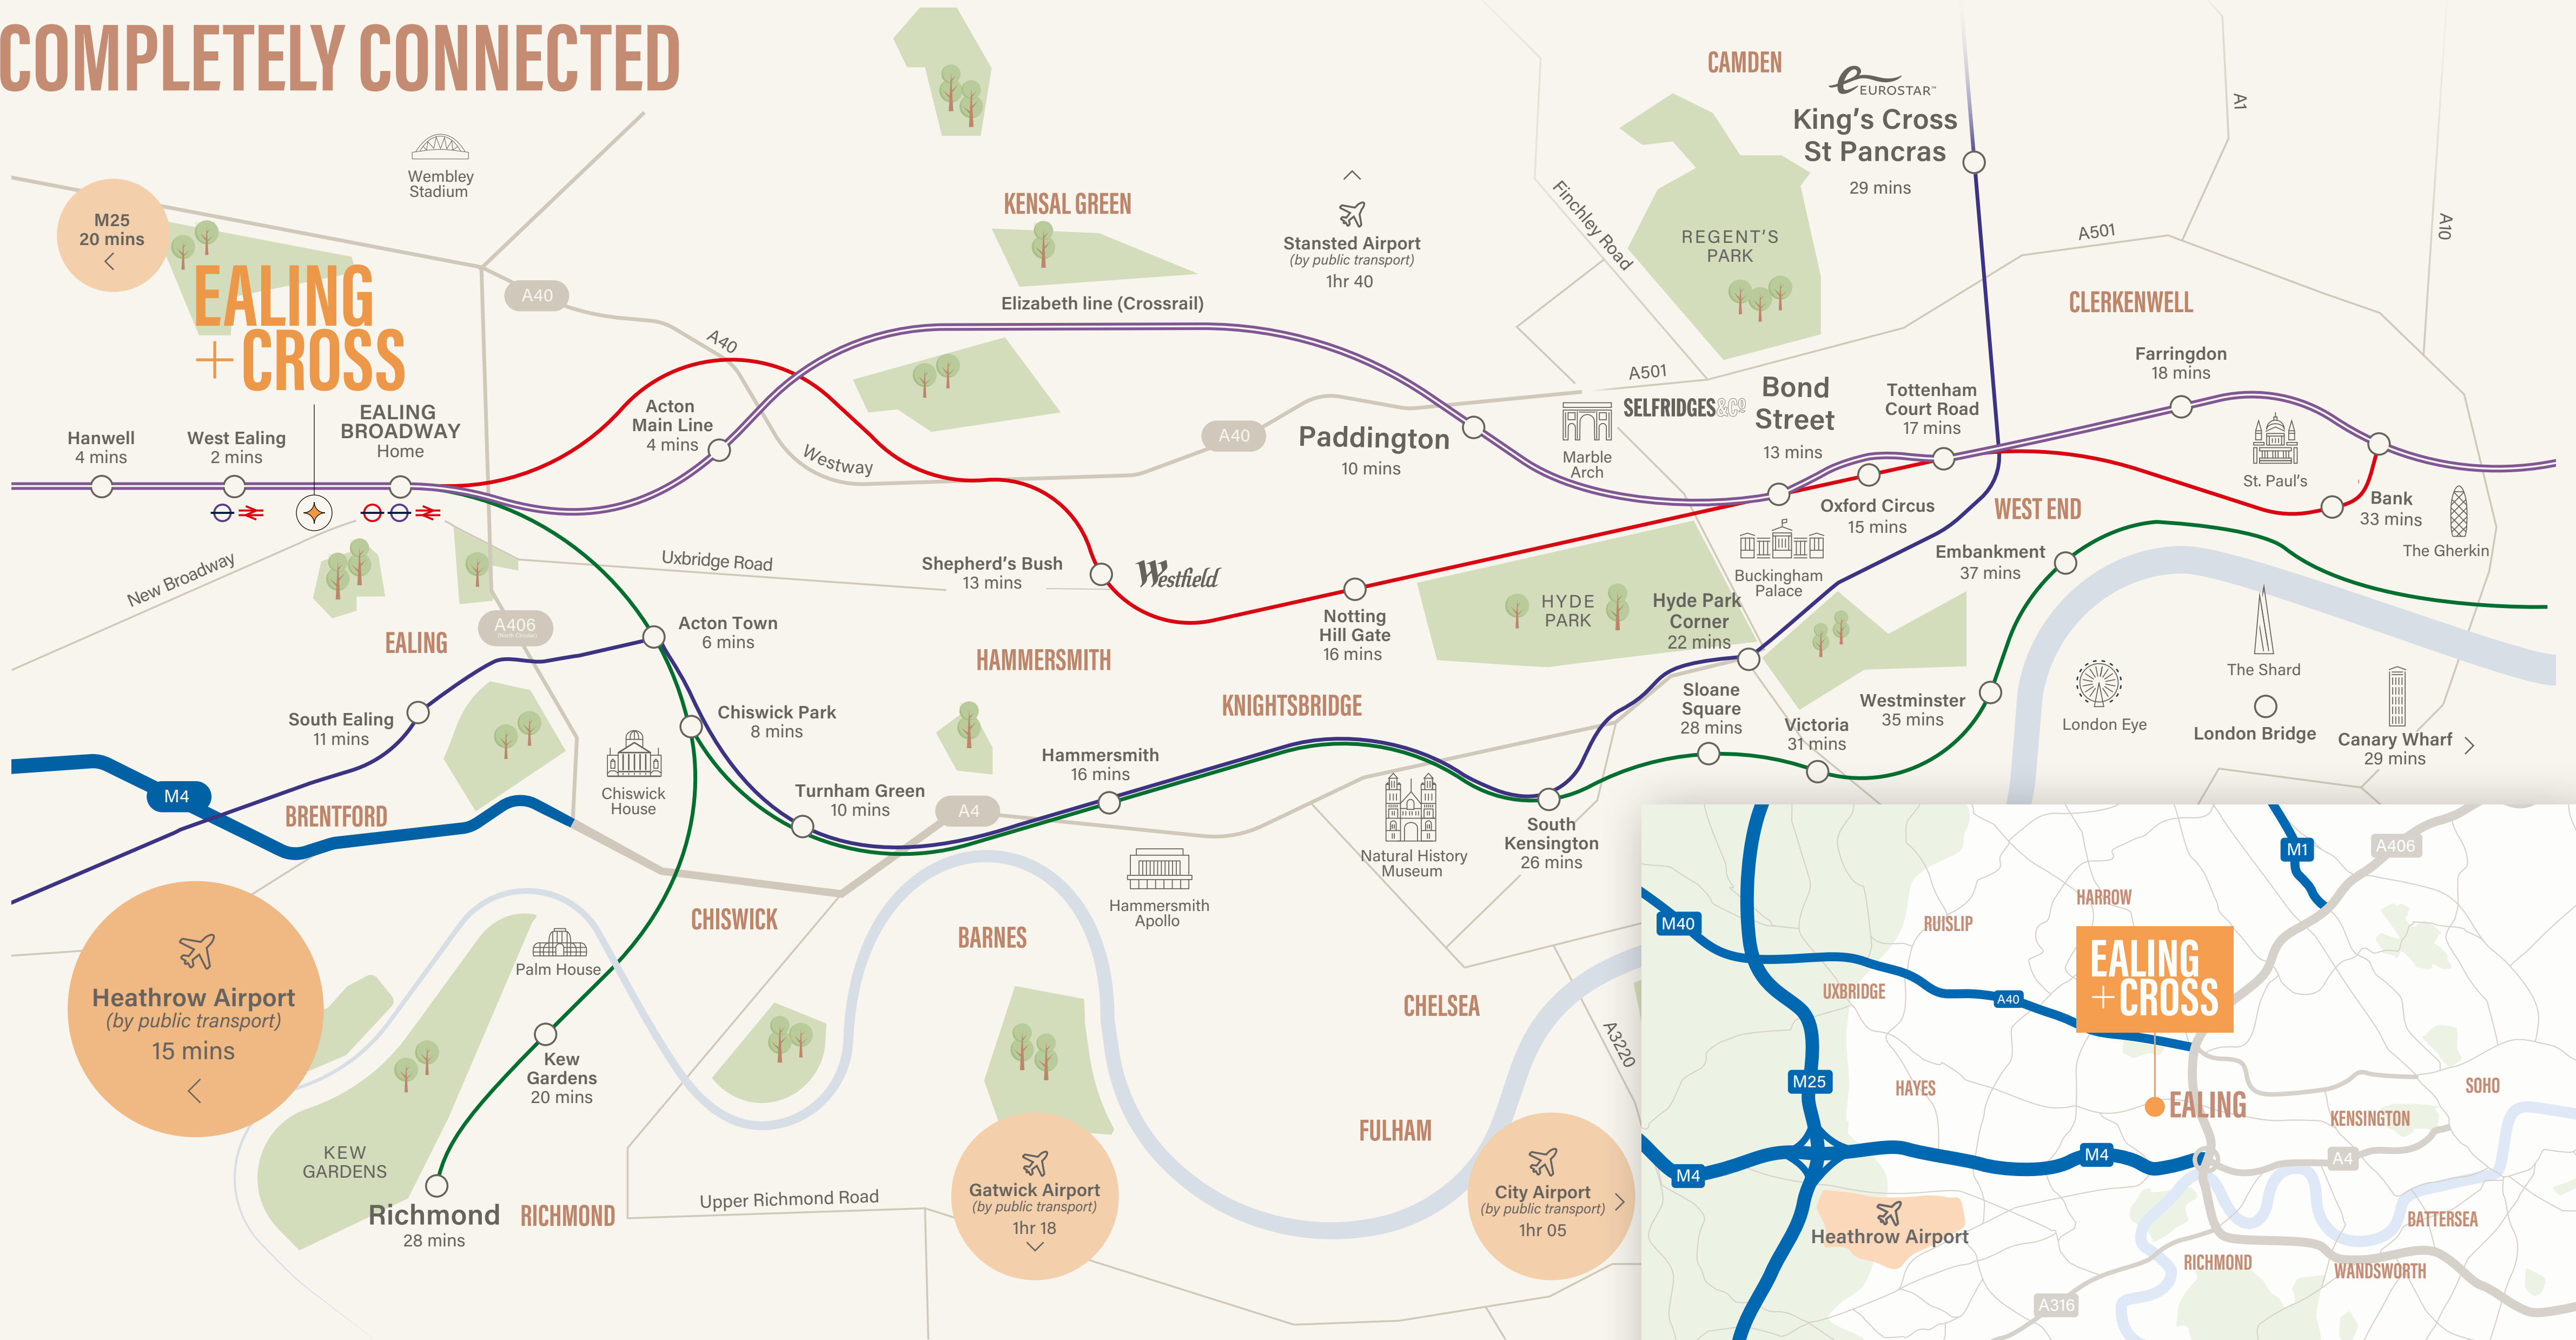 COMPLETELY CONNECTED
Wembley
Stadium
M25
20 mins
EALING
+CROSS
A40
A40
KENSAL GREEN
Elizabeth line (Crossrail)
Stansted Airport
(by public transport)
1hr 40
CAMDEN
EUROSTAR™
King's Cross
St Pancras
29 mins
Finchley Road
REGENT'S
PARK
A1
A10
A501
CLERKENWELL
Farringdon
18 mins
Hanwell
4 mins
West Ealing
2 mins
EALING
BROADWAY
Home
Acton
Main Line
4 mins
Westway
A40
Paddington
10 mins
A501
Marble
Arch
SELFRIDGES&Co
Bond
Street
13 mins
Tottenham
Court Road
17 mins
Oxford Circus
15 mins
WEST END
St. Paul's
Bank
33 mins
The Gherkin
New Broadway
Uxbridge Road
Shepherd's Bush
13 mins
Westfield
Notting
Hill Gate
16 mins
HYDE
PARK
Buckingham
Palace
Hyde Park
Corner
22 mins
Embankment
37 mins
EALING
A406
(North Circular)
Acton Town
6 mins
HAMMERSMITH
KNIGHTSBRIDGE
Sloane
Square
28 mins
Victoria
31 mins
Westminster
35 mins
London Eye
The Shard
London Bridge
Canary Wharf
29 mins
South Ealing
11 mins
Chiswick Park
8 mins
Chiswick
House
Turnham Green
10 mins
Hammersmith
16 mins
M4
BRENTFORD
A4
Hammersmith
Apollo
Natural History
Museum
South
Kensington
26 mins
Heathrow Airport
(by public transport)
15 mins
Palm House
CHISWICK
BARNES
CHELSEA
A3220
Kew
Gardens
20 mins
KEW
GARDENS
Richmond
28 mins
RICHMOND
Upper Richmond Road
Gatwick Airport
(by public transport)
1hr 18
FULHAM
City Airport
(by public transport)
1hr 05
M1
A406
HARROW
M40
RUISLIP
EALING
+CROSS
UXBRIDGE
A40
M25
HAYES
EALING
SOHO
KENSINGTON
M4
M4
A4
Heathrow Airport
BATTERSEA
RICHMOND
WANDSWORTH
A316